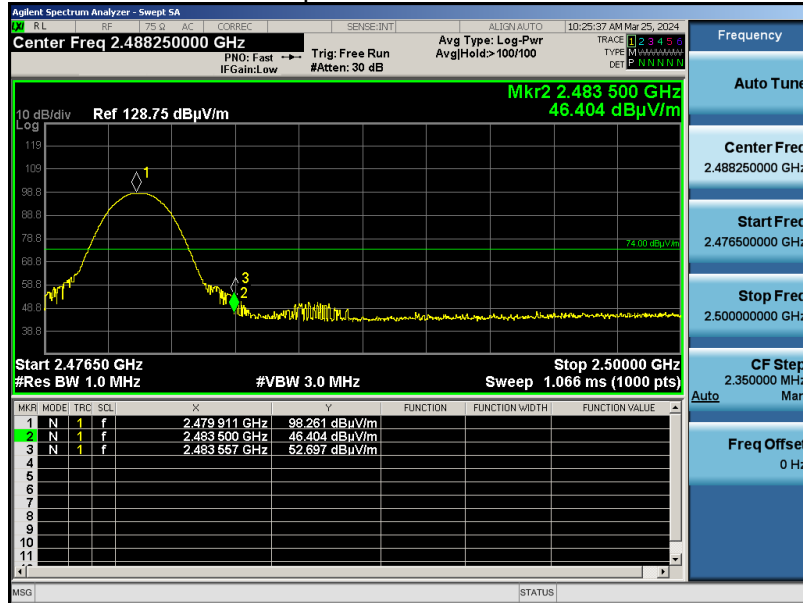 Agilent Spectrum Analyzer - Swept SA
LXI RL RF 75 Ω AC CORREC SENSE:INT ALIGN AUTO 10:25:37 AM Mar 25, 2024
Center Freq 2.488250000 GHz
PNO: Fast
IFGain:Low
Trig: Free Run
#Atten: 30 dB
Avg Type: Log-Pwr
Avg|Hold:>100/100
TRACE 1 2 3 4 5 6
TYPE M
DET P N N N N N
Mkr2 2.483 500 GHz
46.404 dBµV/m
10 dB/div Ref 128.75 dBµV/m
Log
119
109
98.8
88.8
78.8
68.8
58.8
48.8
38.8
1
3
2
74.00 dBµV/m
Start 2.47650 GHz Stop 2.50000 GHz
#Res BW 1.0 MHz #VBW 3.0 MHz Sweep 1.066 ms (1000 pts)
MKR MODE TRC SCL X Y FUNCTION FUNCTION WIDTH FUNCTION VALUE
1 N 1 f 2.479 911 GHz 98.261 dBµV/m
2 N 1 f 2.483 500 GHz 46.404 dBµV/m
3 N 1 f 2.483 557 GHz 52.697 dBµV/m
4
5
6
7
8
9
10
11
MSG STATUS
Frequency
Auto Tune
Center Freq
2.488250000 GHz
Start Freq
2.476500000 GHz
Stop Freq
2.500000000 GHz
CF Step
2.350000 MHz
Auto Man
Freq Offset
0 Hz